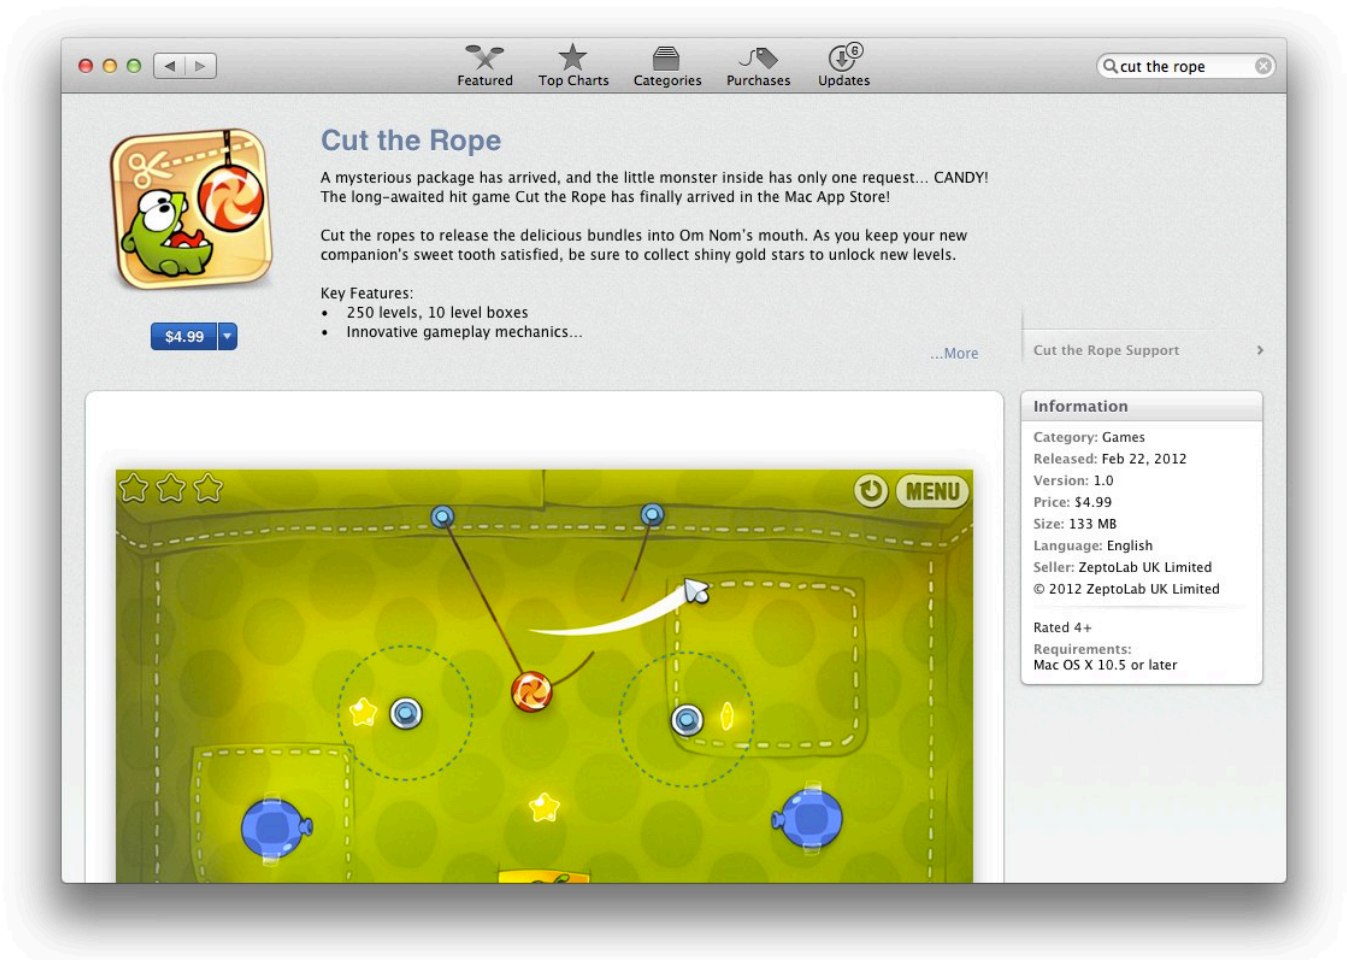 6
Featured
Top Charts
Categories
Purchases
Updates
cut the rope
Cut the Rope
A mysterious package has arrived, and the little monster inside has only one request... CANDY!
The long-awaited hit game Cut the Rope has finally arrived in the Mac App Store!
Cut the ropes to release the delicious bundles into Om Nom's mouth. As you keep your new
companion's sweet tooth satisfied, be sure to collect shiny gold stars to unlock new levels.
Key Features:
• 250 levels, 10 level boxes
• Innovative gameplay mechanics...
...More
$4.99
Cut the Rope Support
Information
Category: Games
Released: Feb 22, 2012
Version: 1.0
Price: $4.99
Size: 133 MB
Language: English
Seller: ZeptoLab UK Limited
© 2012 ZeptoLab UK Limited
Rated 4+
Requirements:
Mac OS X 10.5 or later
MENU